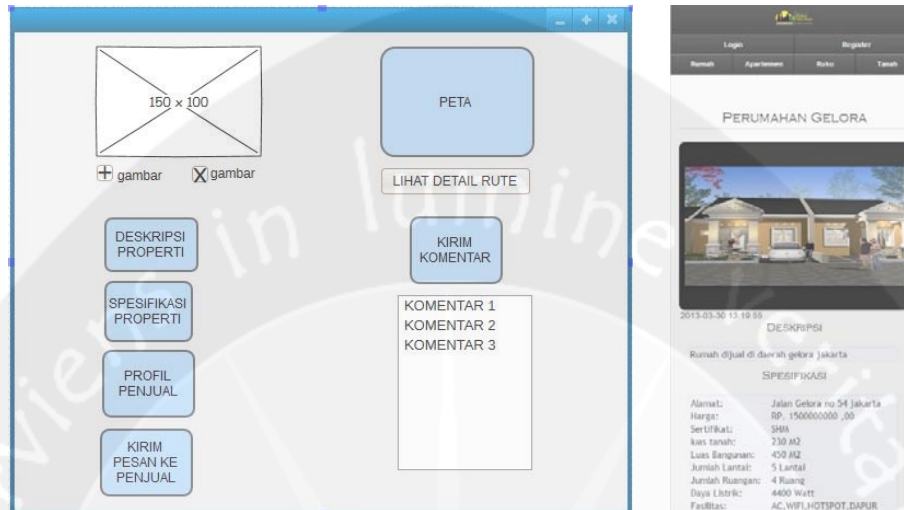 150 x 100
gambar
gambar
DESKRIPSI
PROPERTI
SPESIFIKASI
PROPERTI
PROFIL
PENJUAL
KIRIM
PESAN KE
PENJUAL
PETA
LIHAT DETAIL RUTE
KIRIM
KOMENTAR
KOMENTAR 1
KOMENTAR 2
KOMENTAR 3
Login Register
Rumah Apartemen Ruko Tanah
PERUMAHAN GELORA
2013-03-30 13:19:55
DESKRIPSI
Rumah dijual di daerah gelora jakarta
SPESIFIKASI
Alamat: Jalan Gelora no 54 jakarta
Harga: RP. 1500000000 ,00
Sertifikat: SHM
luas tanah: 230 M2
Luas Bangunan: 450 M2
Jumlah Lantai: 5 Lantai
Jumlah Ruangan: 4 Ruang
Daya Listrik: 4400 Watt
Fasilitas: AC,WIFI,HOTSPOT,DAPUR
in lumine verita